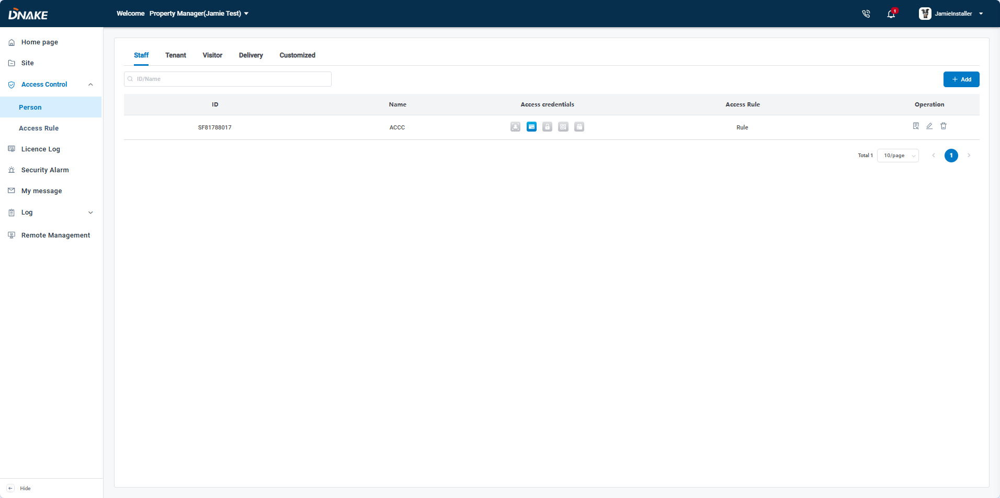 DNAKE
Welcome Property Manager(Jamie Test)
1
JamieInstaller
Home page
Site
Access Control
Person
Access Rule
Licence Log
Security Alarm
My message
Log
Remote Management
Hide
Staff Tenant Visitor Delivery Customized
ID/Name
+ Add
ID Name Access credentials Access Rule Operation
SF81788017 ACCC Rule
Total 1 10/page 1